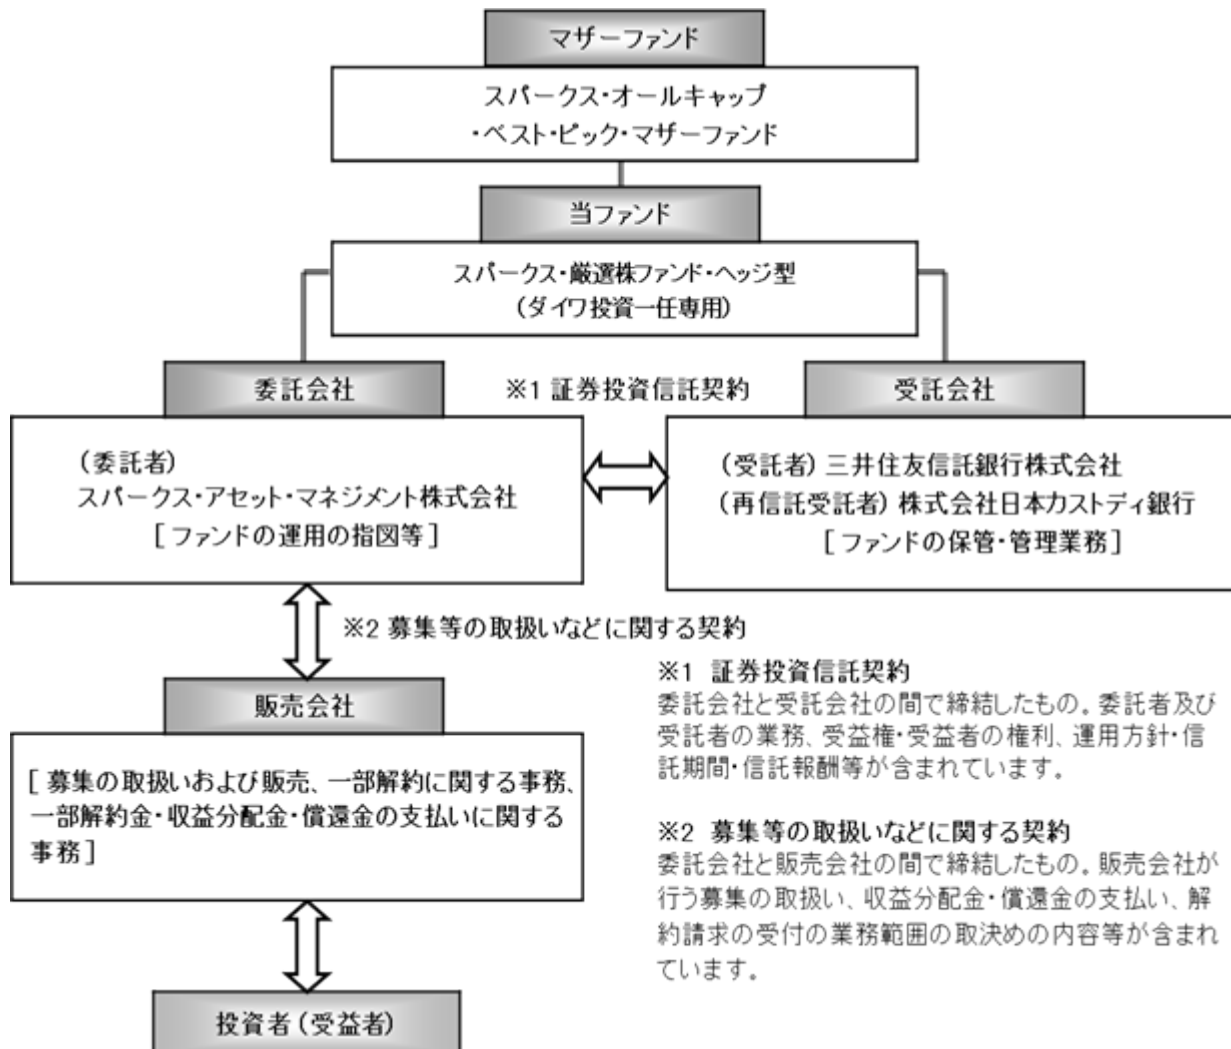 マザーファンド
スパークス・オールキャップ
・ベスト・ピック・マザーファンド
当ファンド
スパークス・厳選株ファンド・ヘッジ型
(ダイワ投資一任専用)
委託会社
※1 証券投資信託契約
受託会社
(委託者)
スパークス・アセット・マネジメント株式会社
[ファンドの運用の指図等]
(受託者) 三井住友信託銀行株式会社
(再信託受託者) 株式会社日本カストディ銀行
[ファンドの保管・管理業務]
※2 募集等の取扱いなどに関する契約
販売会社
[募集の取扱いおよび販売、一部解約に関する事務、
一部解約金・収益分配金・償還金の支払いに関する
事務]
投資者(受益者)
※1 証券投資信託契約
委託会社と受託会社の間で締結したもの。委託者及び
受託者の業務、受益権・受益者の権利、運用方針・信
託期間・信託報酬等が含まれています。
※2 募集等の取扱いなどに関する契約
委託会社と販売会社の間で締結したもの。販売会社が
行う募集の取扱い、収益分配金・償還金の支払い、解
約請求の受付の業務範囲の取決めの内容等が含まれ
ています。